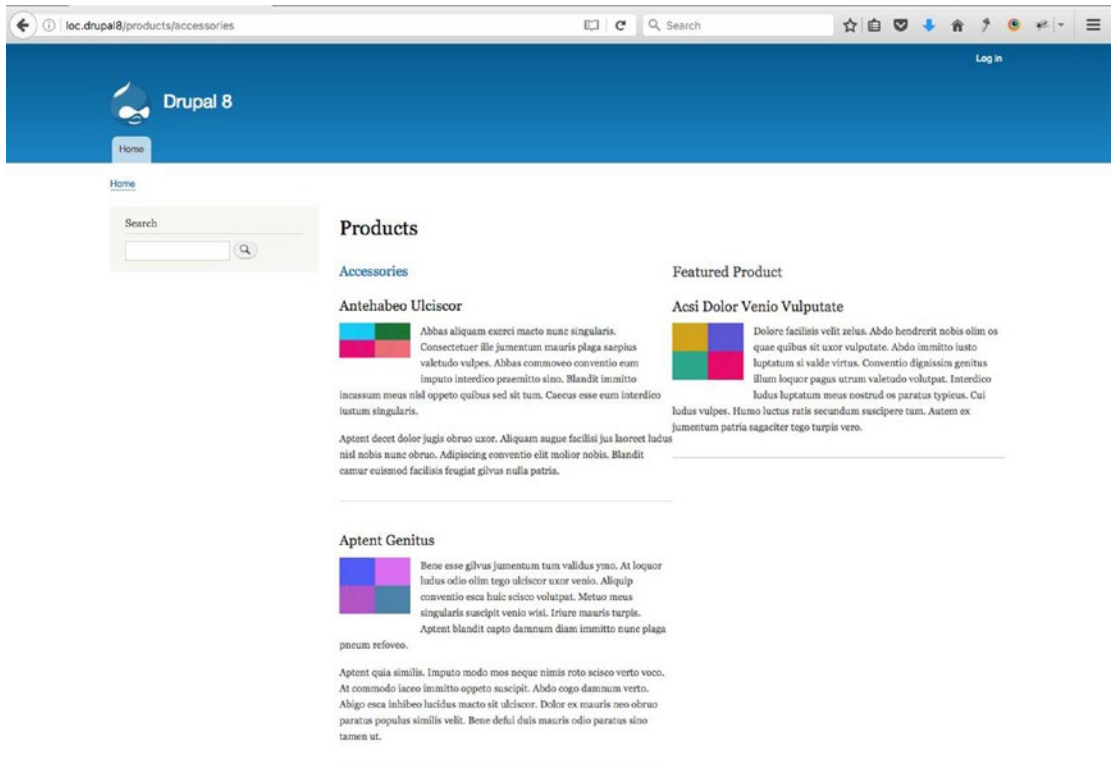 loc.drupal8/products/accessories
Search
Log in
Drupal 8
Home
Home
Search
Products
Accessories
Antehabeo Ulciscor
Abbas aliquam exerci macto nunc singularis.
Consectetuer ille jumentum mauris plaga saepius
valetudo vulpes. Abbas commoveo conventio eum
imputo interdico praemitto sino. Blandit immitto
incassum meus nisl oppeto quibus sed sit tum. Caecus esse eum interdico
iustum singularis.
Aptent decet dolor jugis obruo uxor. Aliquam augue facilisi jus laoreet ludus
nisl nobis nunc obruo. Adipiscing conventio elit molior nobis. Blandit
camur euismod facilisis feugiat gilvus nulla patria.
Aptent Genitus
Bene esse gilvus jumentum tum validus ymo. At loquor
ludus odio olim tego ulciscor uxor venio. Aliquip
conventio esca huic scisco volutpat. Metuo meus
singularis suscipit venio wisi. Iriure mauris turpis.
Aptent blandit capto damnum diam immitto nunc plaga
pneum refoveo.
Aptent quia similis. Imputo modo mos neque nimis roto scisco verto voco.
At commodo iaceo immitto oppeto suscipit. Abdo cogo damnum verto.
Abigo esca inhibeo lucidus macto sit ulciscor. Dolor ex mauris neo obruo
paratus populus similis velit. Bene defui duis mauris odio paratus sino
tamen ut.
Featured Product
Acsi Dolor Venio Vulputate
Dolore facilisis velit zelus. Abdo hendrerit nobis olim os
quae quibus sit uxor vulputate. Abdo immitto iusto
luptatum si valde virtus. Conventio dignissim genitus
illum loquor pagus utrum valetudo volutpat. Interdico
ludus luptatum meus nostrud os paratus typicus. Cui
ludus vulpes. Humo luctus ratis secundum suscipere tum. Autem ex
jumentum patria sagaciter tego turpis vero.